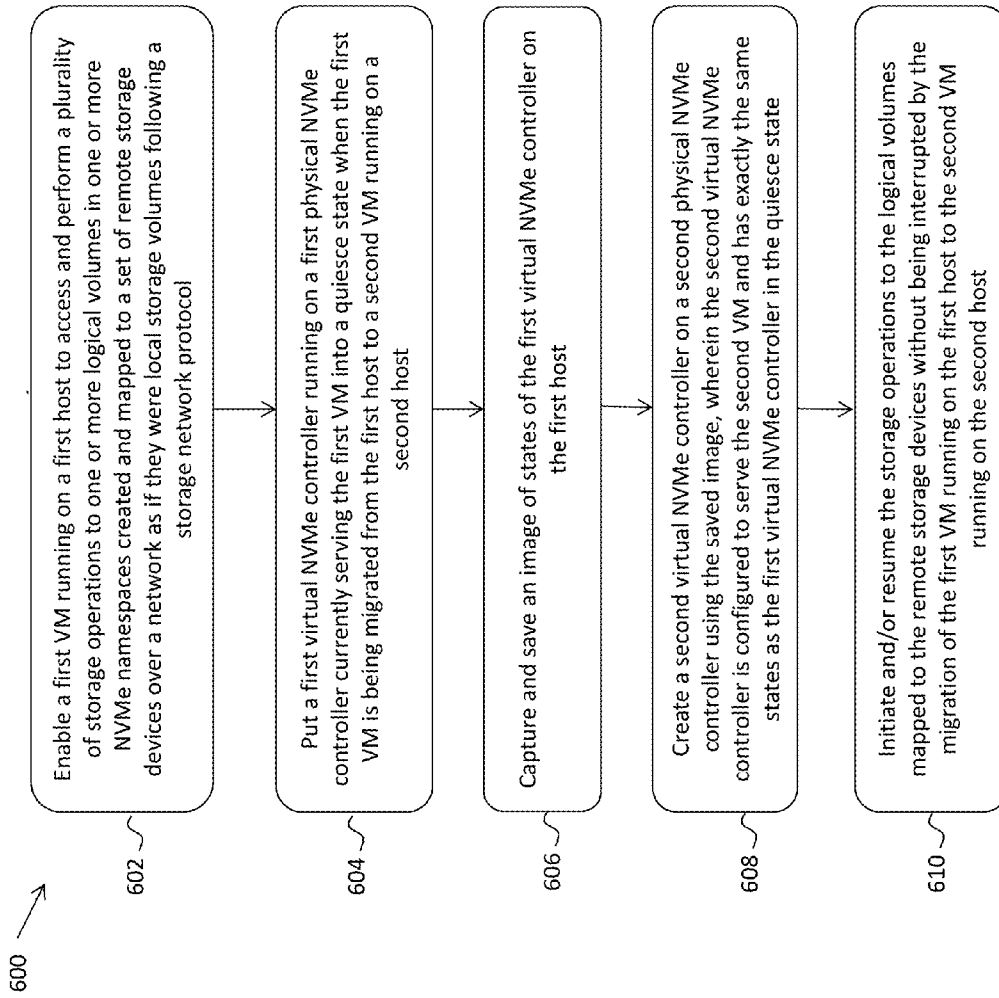 600
602
Enable a first VM running on a first host to access and perform a plurality
of storage operations to one or more logical volumes in one or more
NVMe namespaces created and mapped to a set of remote storage
devices over a network as if they were local storage volumes following a
storage network protocol
604
Put a first virtual NVMe controller running on a first physical NVMe
controller currently serving the first VM into a quiesce state when the first
VM is being migrated from the first host to a second VM running on a
second host
606
Capture and save an image of states of the first virtual NVMe controller on
the first host
608
Create a second virtual NVMe controller on a second physical NVMe
controller using the saved image, wherein the second virtual NVMe
controller is configured to serve the second VM and has exactly the same
states as the first virtual NVMe controller in the quiesce state
610
Initiate and/or resume the storage operations to the logical volumes
mapped to the remote storage devices without being interrupted by the
migration of the first VM running on the first host to the second VM
running on the second host